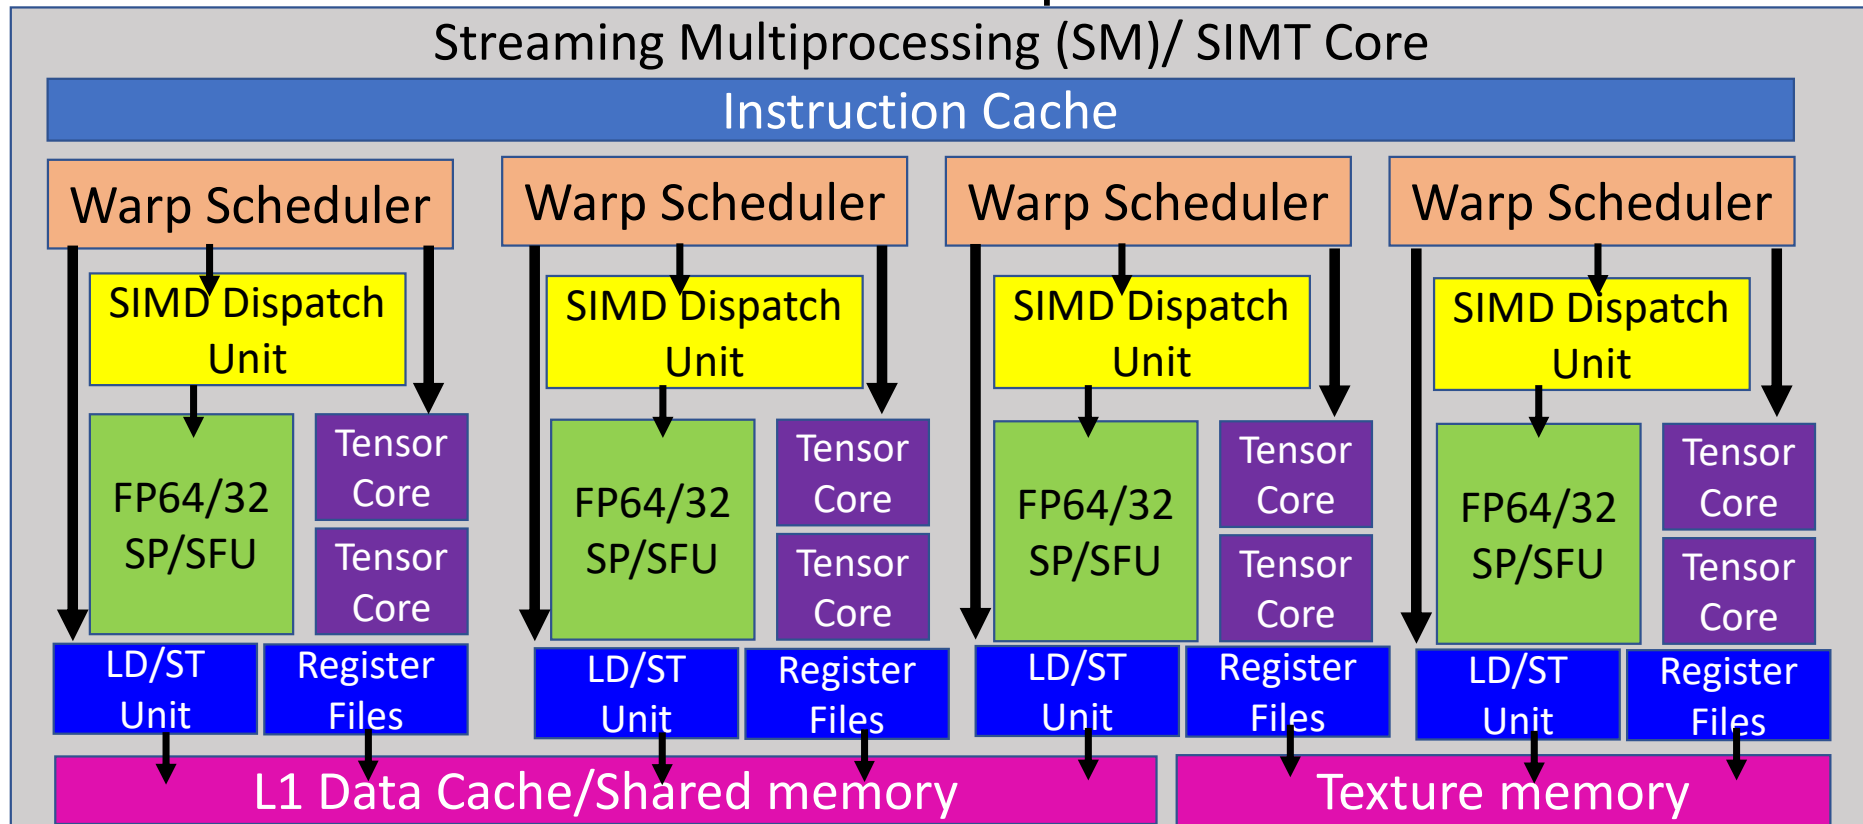 Streaming Multiprocessing (SM)/ SIMT Core
Instruction Cache
Warp Scheduler
Warp Scheduler
Warp Scheduler
Warp Scheduler
SIMD Dispatch
Unit
SIMD Dispatch
Unit
SIMD Dispatch
Unit
SIMD Dispatch
Unit
FP64/32
SP/SFU
Tensor
Core
Tensor
Core
FP64/32
SP/SFU
Tensor
Core
Tensor
Core
FP64/32
SP/SFU
Tensor
Core
Tensor
Core
FP64/32
SP/SFU
Tensor
Core
Tensor
Core
LD/ST
Unit
Register
Files
LD/ST
Unit
Register
Files
LD/ST
Unit
Register
Files
LD/ST
Unit
Register
Files
L1 Data Cache/Shared memory
Texture memory